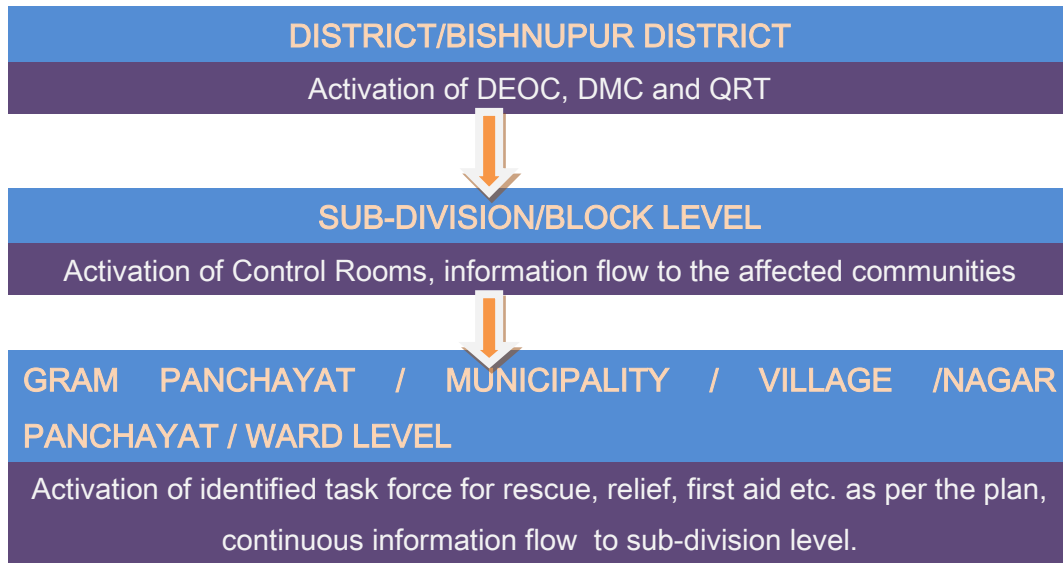 DISTRICT/BISHNUPUR DISTRICT
Activation of DEOC, DMC and QRT
SUB-DIVISION/BLOCK LEVEL
Activation of Control Rooms, information flow to the affected communities
GRAM PANCHAYAT / MUNICIPALITY / VILLAGE /NAGAR
PANCHAYAT / WARD LEVEL
Activation of identified task force for rescue, relief, first aid etc. as per the plan,
continuous information flow to sub-division level.